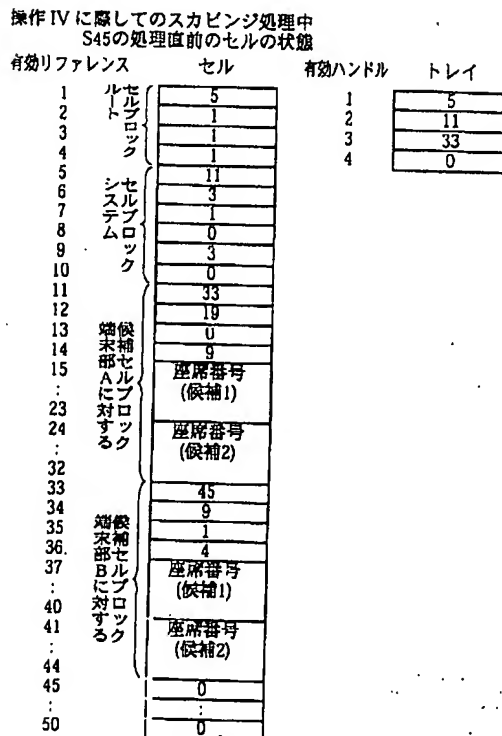 操作 IV に際してのスカビンジ処理中
S45の処理直前のセルの状態
有効リファレンス セル 有効ハンドル トレイ
ルート
セルブロック
1 5 1 5
2 1 2 11
3 1 3 33
4 1 4 0
システム
セルブロック
5 11
6 3
7 1
8 0
9 3
10 0
端末部Aに対する
候補セルブロック
11 33
12 19
13 0
14 9
15 座席番号
: (候補1)
23
24 座席番号
: (候補2)
32
端末部Bに対する
候補セルブロック
33 45
34 9
35 1
36. 4
37 座席番号
: (候補1)
40
41 座席番号
: (候補2)
44
45 0
: :
50 0